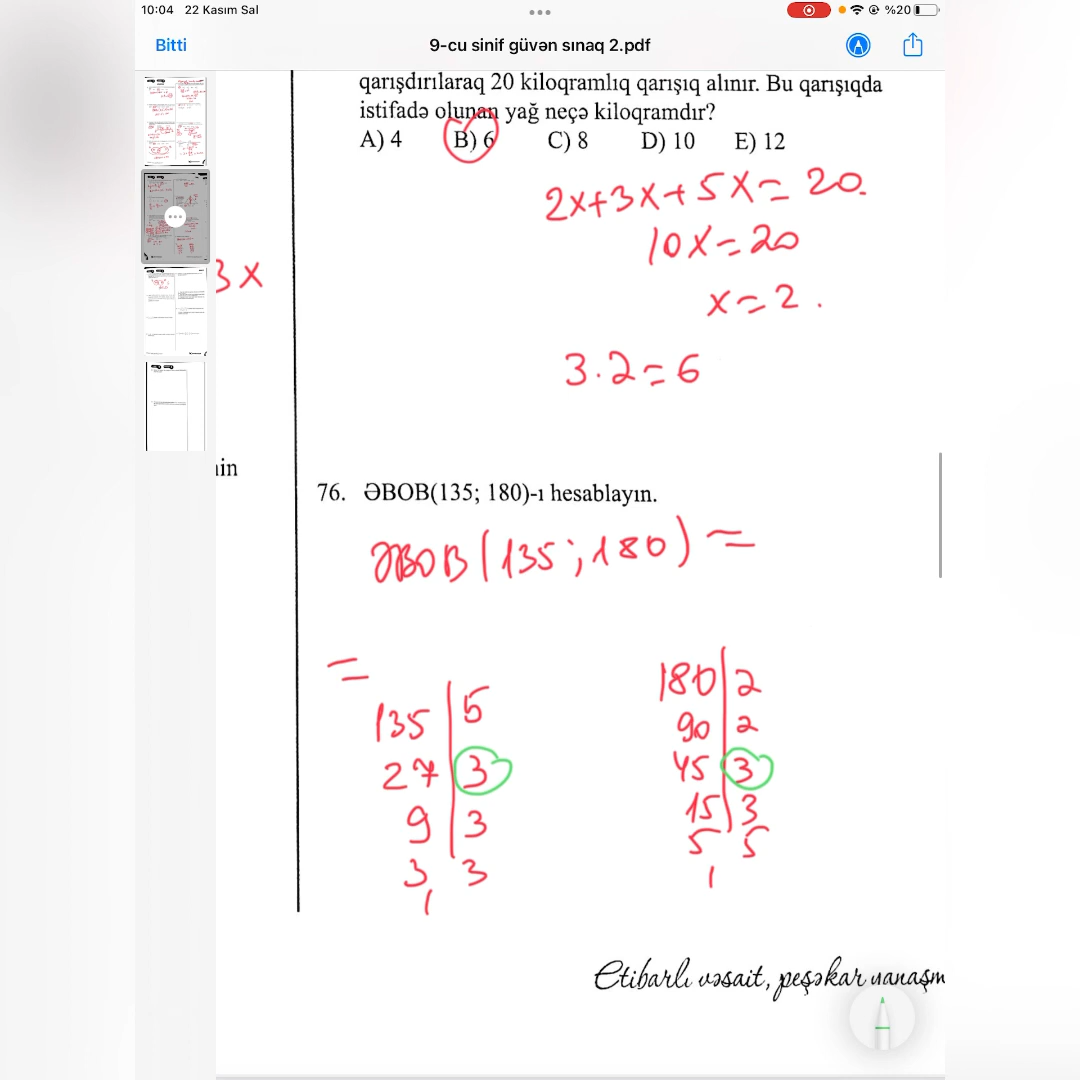 10:04 22 Kasım Sal
%20
Bitti
9-cu sinif güvən sınaq 2.pdf
qarışdırılaraq 20 kiloqramlıq qarışıq alınır. Bu qarışıqda
istifadə olunan yağ neçə kiloqramdır?
A) 4 B) 6 C) 8 D) 10 E) 12
2x+3x+5x=20.
10x=20
x=2.
3x
3.2=6
76. ƏBOB(135; 180)-ı hesablayın.
ƏBOB(135;180)=
=
135 5
27 3
9 3
3 3
1
180 2
90 2
45 3
15 3
5 5
1
Etibarlı vəsait, peşəkar yanaşm